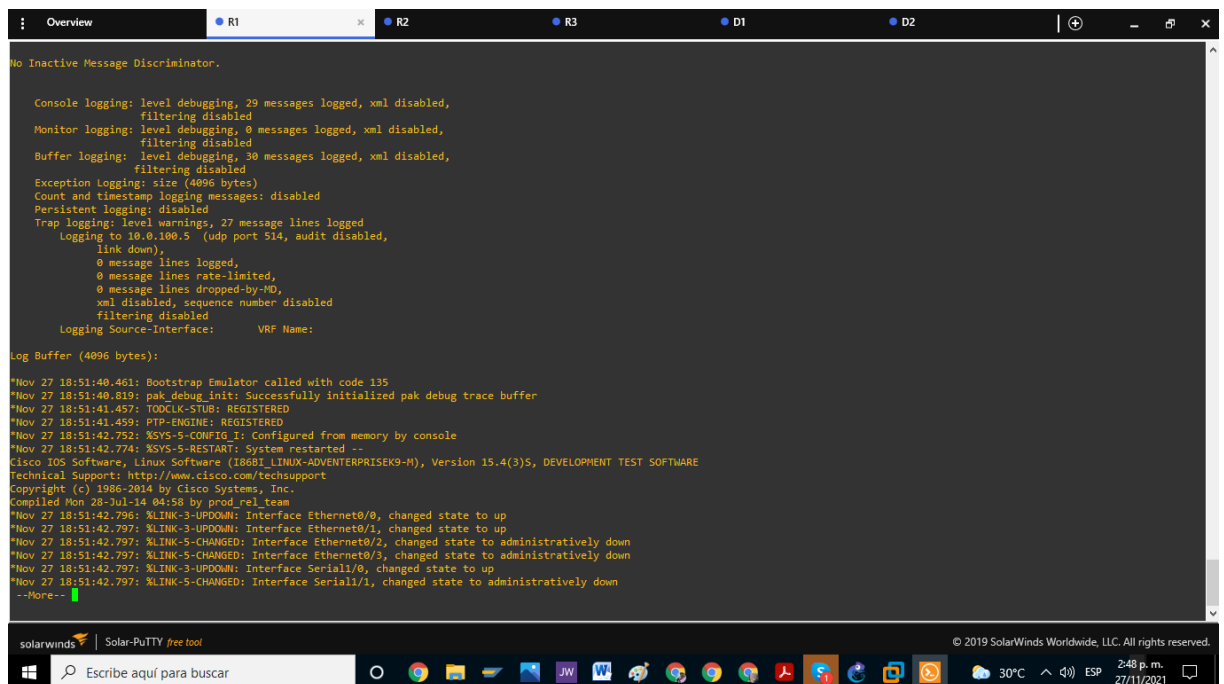 Overview R1 × R2 R3 D1 D2
No Inactive Message Discriminator.
Console logging: level debugging, 29 messages logged, xml disabled,
filtering disabled
Monitor logging: level debugging, 0 messages logged, xml disabled,
filtering disabled
Buffer logging:  level debugging, 30 messages logged, xml disabled,
filtering disabled
Exception Logging: size (4096 bytes)
Count and timestamp logging messages: disabled
Persistent logging: disabled
Trap logging: level warnings, 27 message lines logged
Logging to 10.0.100.5  (udp port 514, audit disabled,
link down),
0 message lines logged,
0 message lines rate-limited,
0 message lines dropped-by-MD,
xml disabled, sequence number disabled
filtering disabled
Logging Source-Interface:       VRF Name:
Log Buffer (4096 bytes):
*Nov 27 18:51:40.461: Bootstrap Emulator called with code 135
*Nov 27 18:51:40.819: pak_debug_init: Successfully initialized pak debug trace buffer
*Nov 27 18:51:41.457: TODCLK-STUB: REGISTERED
*Nov 27 18:51:41.459: PTP-ENGINE: REGISTERED
*Nov 27 18:51:42.752: %SYS-5-CONFIG_I: Configured from memory by console
*Nov 27 18:51:42.774: %SYS-5-RESTART: System restarted --
Cisco IOS Software, Linux Software (I86BI_LINUX-ADVENTERPRISEK9-M), Version 15.4(3)S, DEVELOPMENT TEST SOFTWARE
Technical Support: http://www.cisco.com/techsupport
Copyright (c) 1986-2014 by Cisco Systems, Inc.
Compiled Mon 28-Jul-14 04:58 by prod_rel_team
*Nov 27 18:51:42.796: %LINK-3-UPDOWN: Interface Ethernet0/0, changed state to up
*Nov 27 18:51:42.797: %LINK-3-UPDOWN: Interface Ethernet0/1, changed state to up
*Nov 27 18:51:42.797: %LINK-5-CHANGED: Interface Ethernet0/2, changed state to administratively down
*Nov 27 18:51:42.797: %LINK-5-CHANGED: Interface Ethernet0/3, changed state to administratively down
*Nov 27 18:51:42.797: %LINK-3-UPDOWN: Interface Serial1/0, changed state to up
*Nov 27 18:51:42.797: %LINK-5-CHANGED: Interface Serial1/1, changed state to administratively down
--More--
solarwinds | Solar-PuTTY free tool © 2019 SolarWinds Worldwide, LLC. All rights reserved.
Escribe aquí para buscar JW W 30°C ESP 2:48 p. m.
27/11/2021